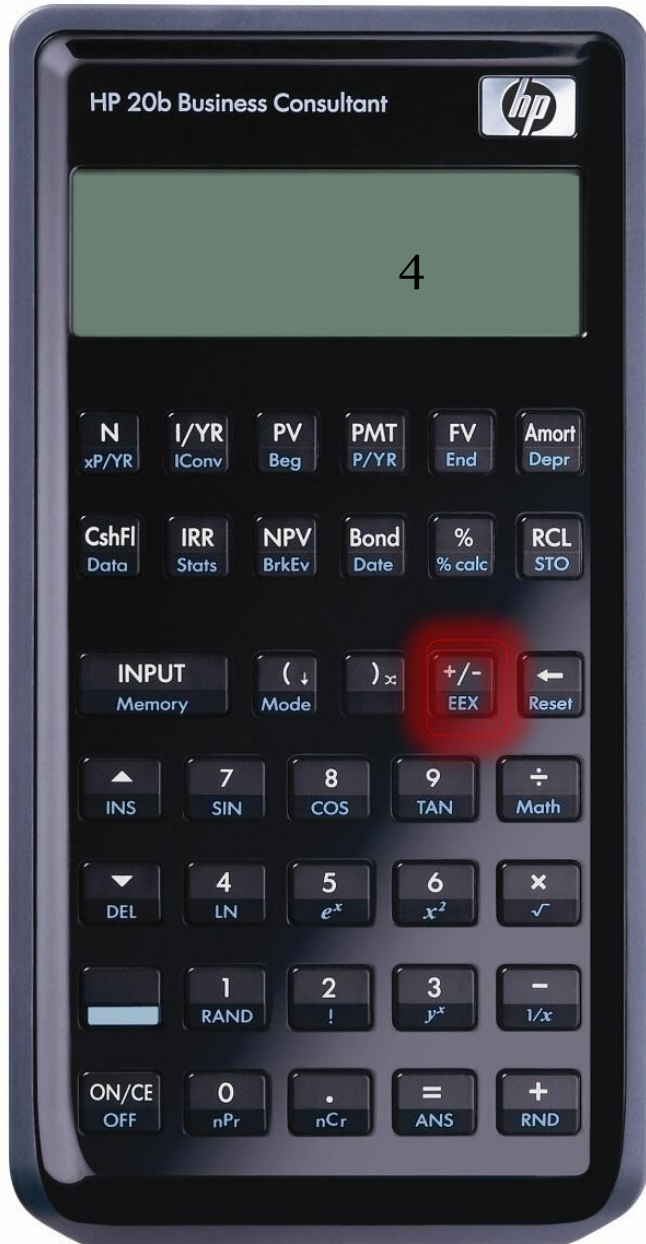 HP 20b Business Consultant
hp
4
N I/YR PV PMT FV Amort
xP/YR IConv Beg P/YR End Depr
CshFl IRR NPV Bond % RCL
Data Stats BrkEv Date % calc STO
INPUT ( ↓ ) x +/- ←
Memory Mode EEX Reset
▲ 7 8 9 ÷
INS SIN COS TAN Math
▼ 4 5 6 ×
DEL LN eˣ x² √
1 2 3 −
RAND ! yˣ 1/x
ON/CE 0 . = +
OFF nPr nCr ANS RND